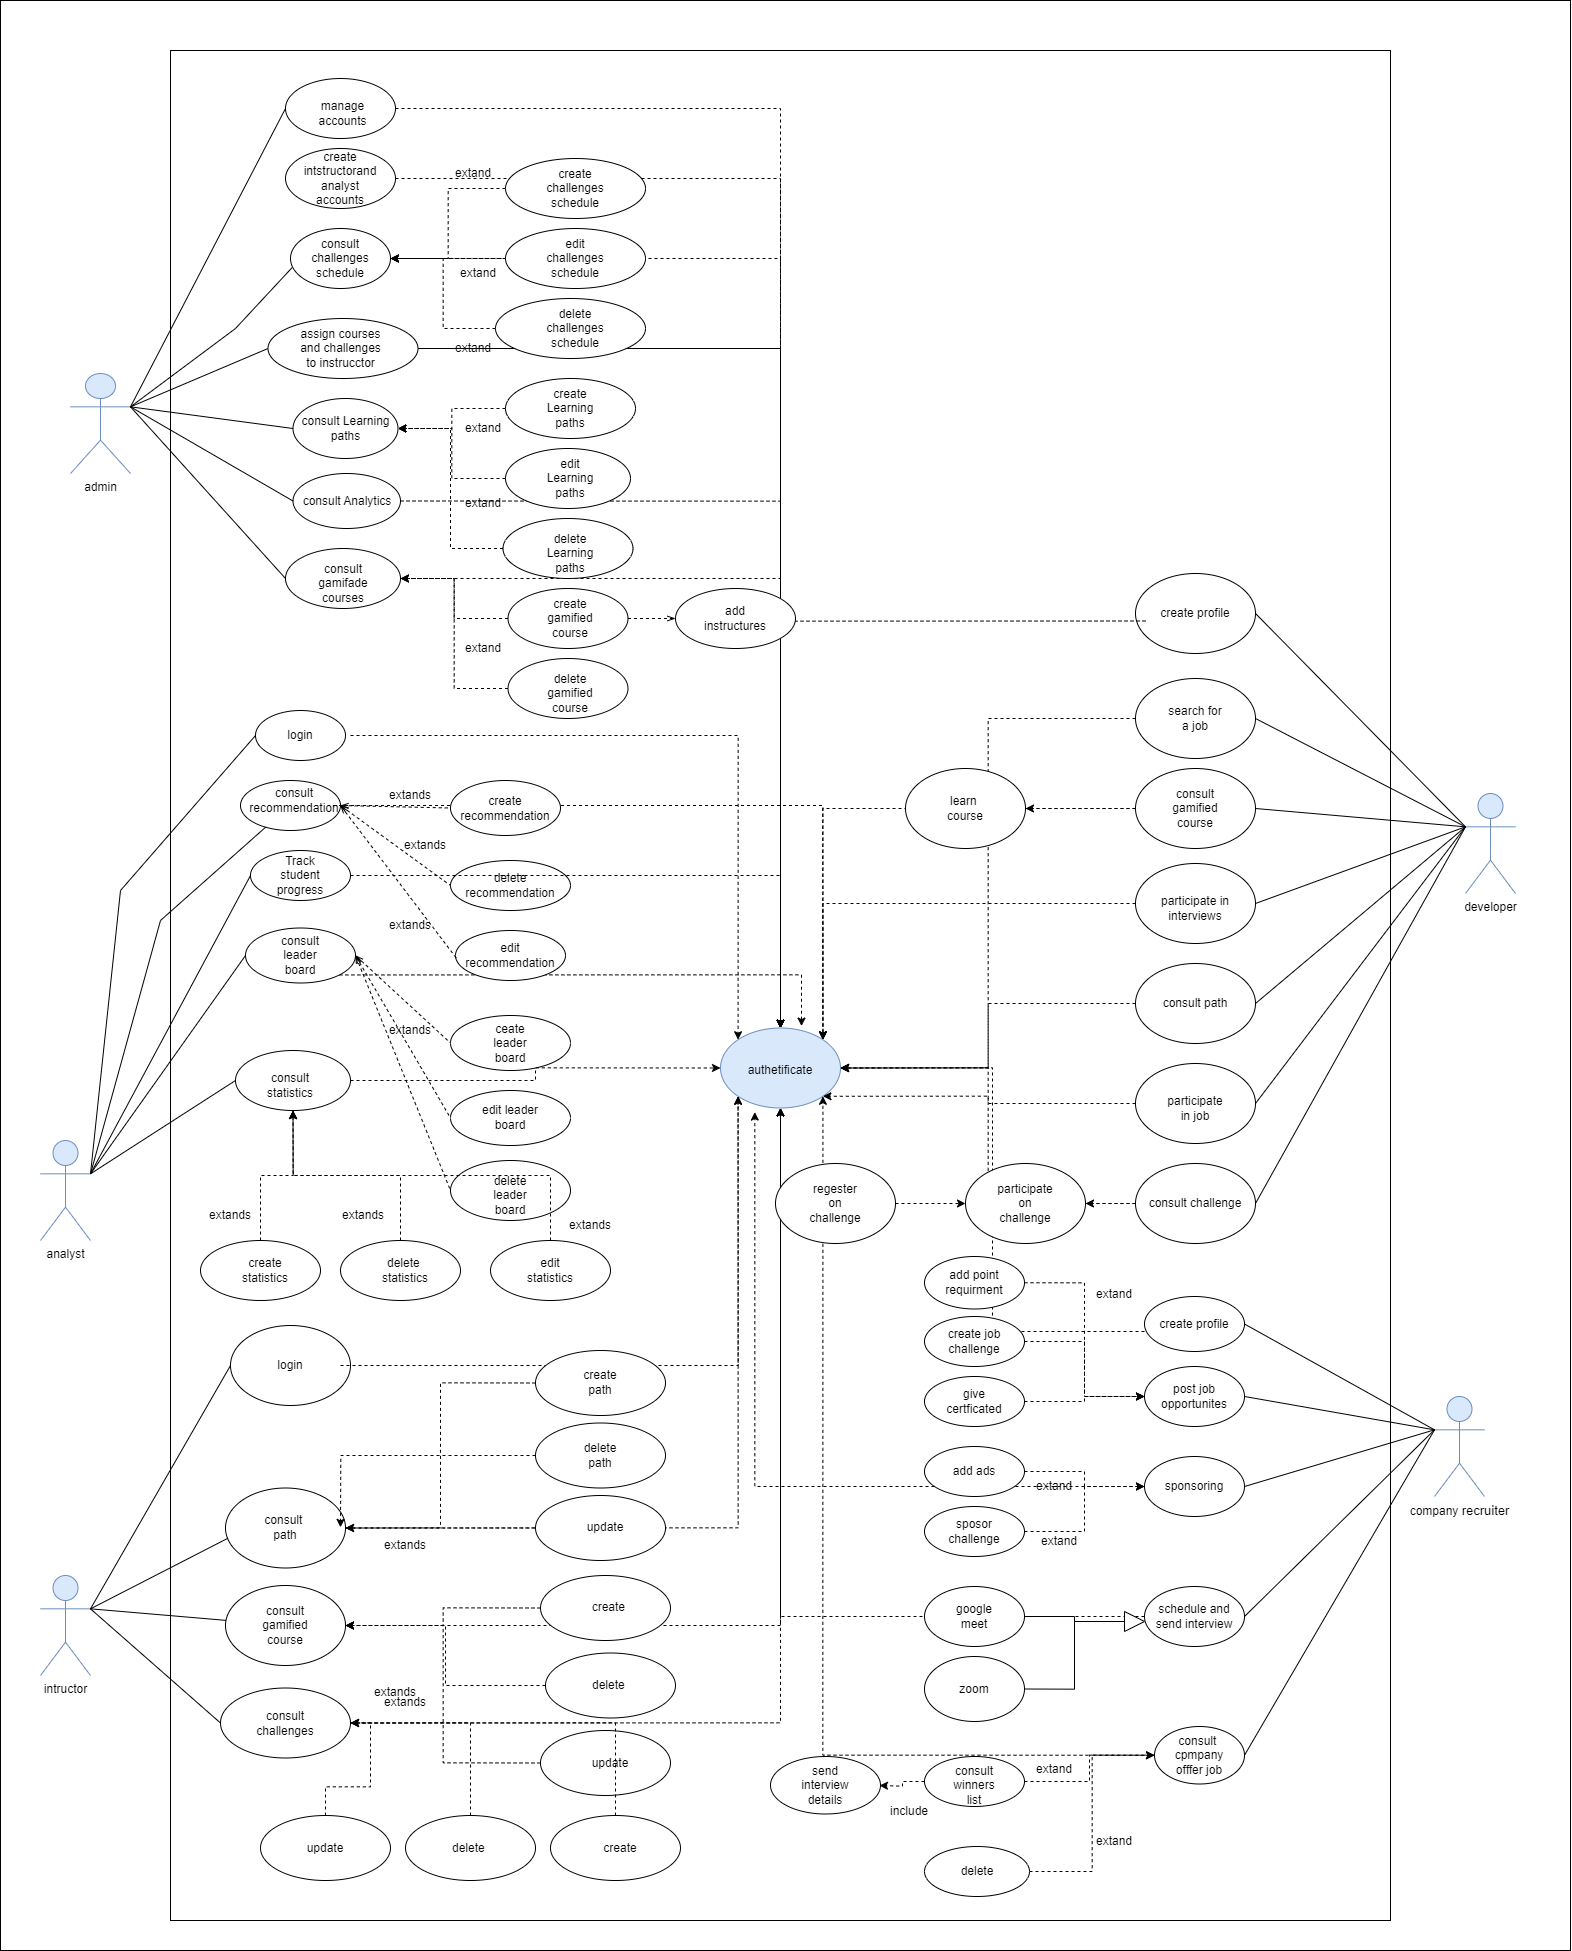 manage
accounts
create
intstructorand
analyst
accounts
extand
create
challenges
schedule
consult
challenges
schedule
edit
challenges
schedule
extand
delete
challenges
schedule
assign courses
and challenges
to instrucctor
extand
admin
consult Learning
paths
create
Learning
paths
extand
edit
Learning
paths
consult Analytics
extand
delete
Learning
paths
consult
gamifade
courses
create
gamified
course
add
instructures
extand
delete
gamified
course
create profile
search for
a job
learn
course
consult
gamified
course
participate in
interviews
developer
consult path
participate
in job
consult challenge
participate
on
challenge
regester
on
challenge
login
consult
recommendation
extands
create
recommendation
extands
Track
student
progress
delete
recommendation
extands
edit
recommendation
consult
leader
board
extands
ceate
leader
board
authetificate
consult
statistics
edit leader
board
delete
leader
board
analyst
extands
extands
extands
create
statistics
delete
statistics
edit
statistics
add point
requirment
extand
create job
challenge
create profile
give
certficated
post job
opportunites
add ads
extand
sponsoring
company recruiter
sposor
challenge
extand
google
meet
schedule and
send interview
zoom
consult
cpmpany
offfer job
send
interview
details
consult
winners
list
extand
include
extand
delete
login
create
path
delete
path
consult
path
update
extands
consult
gamified
course
create
intructor
delete
extands
extands
consult
challenges
update
update
delete
create